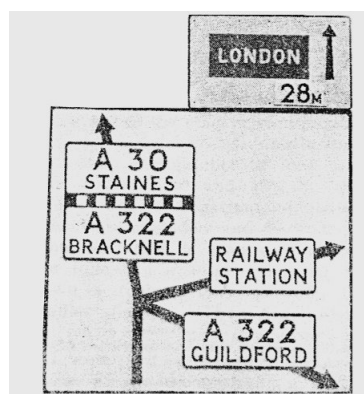 LONDON
28M
A 30
STAINES
A 322
BRACKNELL
RAILWAY
STATION
A 322
GUILDFORD